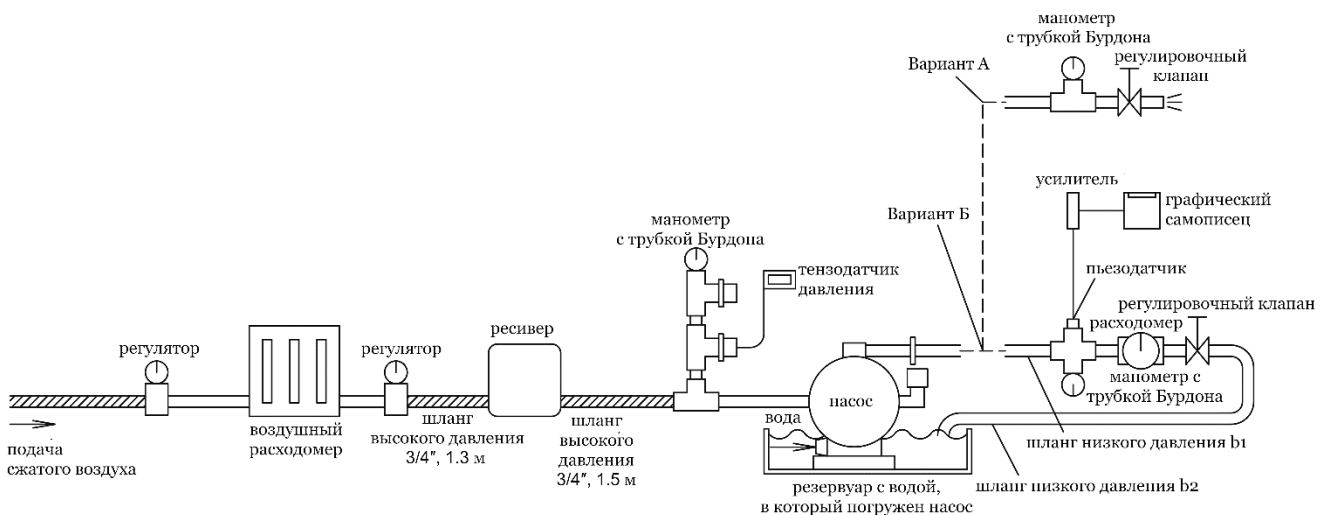 манометр
с трубкой Бурдона
регулировочный
клапан
Вариант А
усилитель
графический
самописец
Вариант Б
манометр
с трубкой Бурдона
тензодатчик
давления
пьезодатчик
регулировочный клапан
расходомер
ресивер
регулятор
регулятор
манометр с
трубкой Бурдона
насос
вода
воздушный
расходомер
шланг
высокого давления
3/4", 1.3 м
шланг
высокого
давления
3/4", 1.5 м
подача
сжатого воздуха
шланг низкого давления b1
резервуар с водой,
в который погружен насос
шланг низкого давления b2